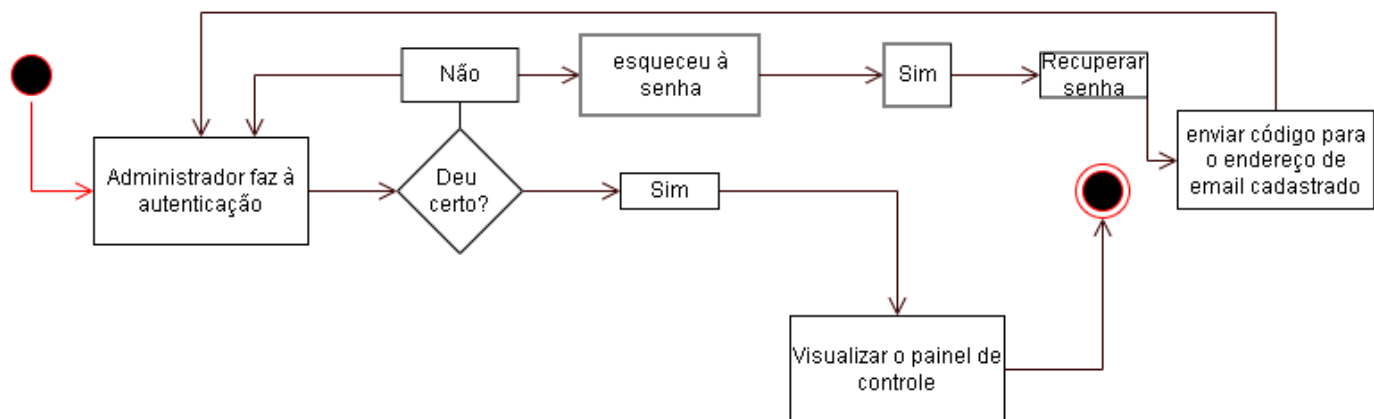 Não
esqueceu à
senha
Sim
Recuperar
senha
enviar código para
o endereço de
email cadastrado
Administrador faz à
autenticação
Deu
certo?
Sim
Visualizar o painel de
controle